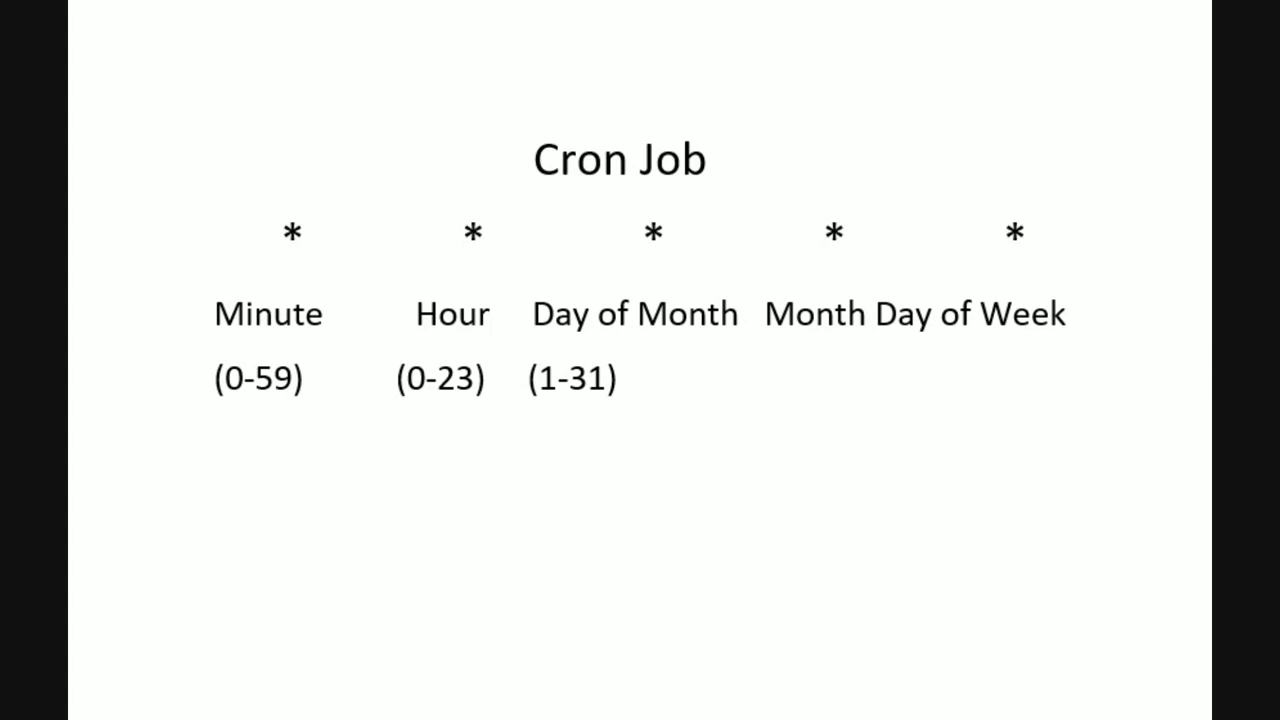 Cron Job
* * * * *
Minute Hour Day of Month Month Day of Week
(0-59) (0-23) (1-31)